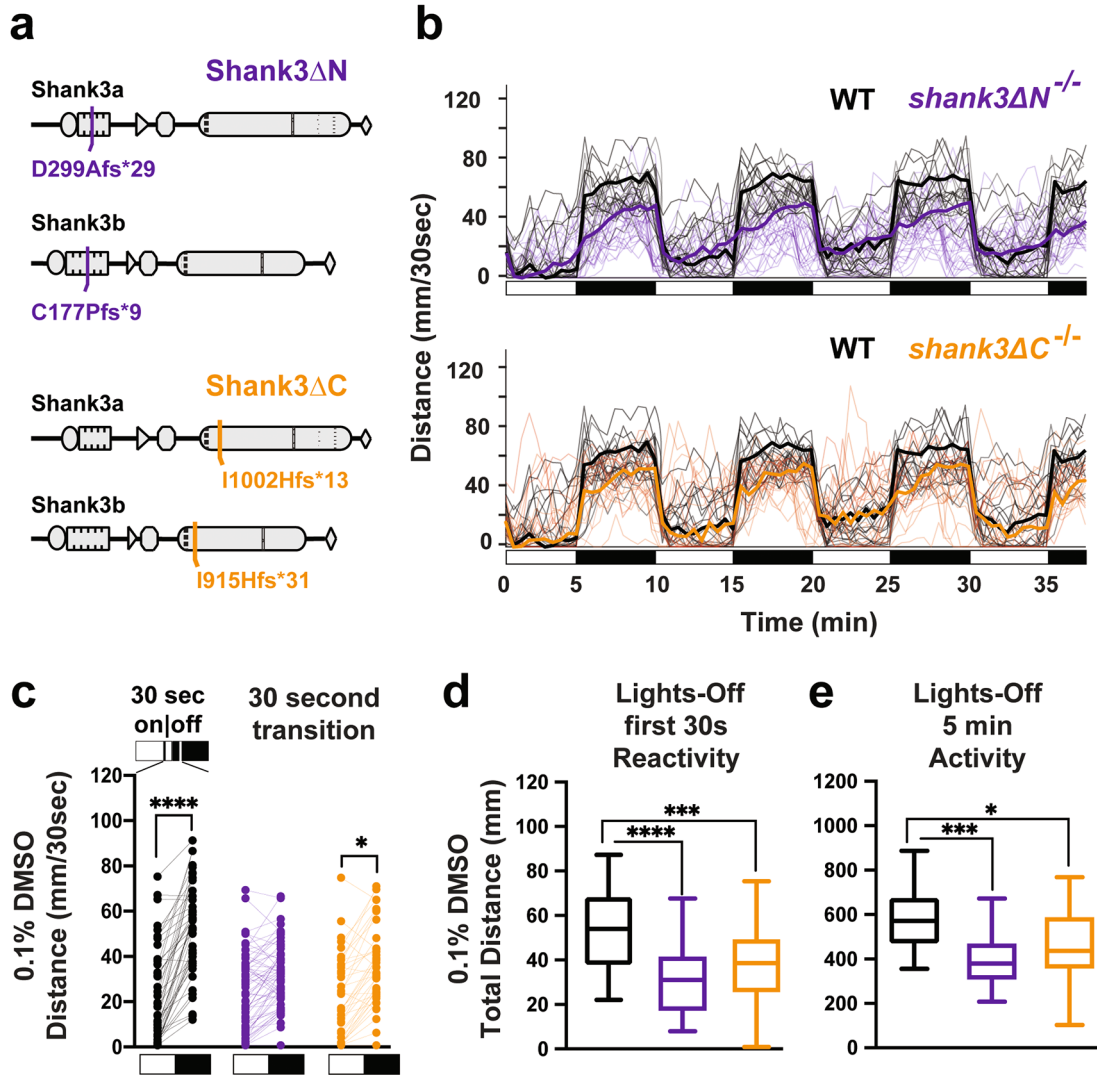 a
Shank3ΔN
Shank3a
D299Afs*29
Shank3b
C177Pfs*9
Shank3ΔC
Shank3a
I1002Hfs*13
Shank3b
I915Hfs*31
b
WT shank3ΔN-/-
120
80
40
0
WT shank3ΔC-/-
120
80
40
0
Distance (mm/30sec)
0 5 10 15 20 25 30 35
Time (min)
c
30 sec
on|off
30 second
transition
0.1% DMSO
Distance (mm/30sec)
120
100
80
60
40
20
0
****
*
d
Lights-Off
first 30s
Reactivity
0.1% DMSO
Total Distance (mm)
120
100
80
60
40
20
0
***
****
e
Lights-Off
5 min
Activity
1200
1000
800
600
400
200
0
*
***